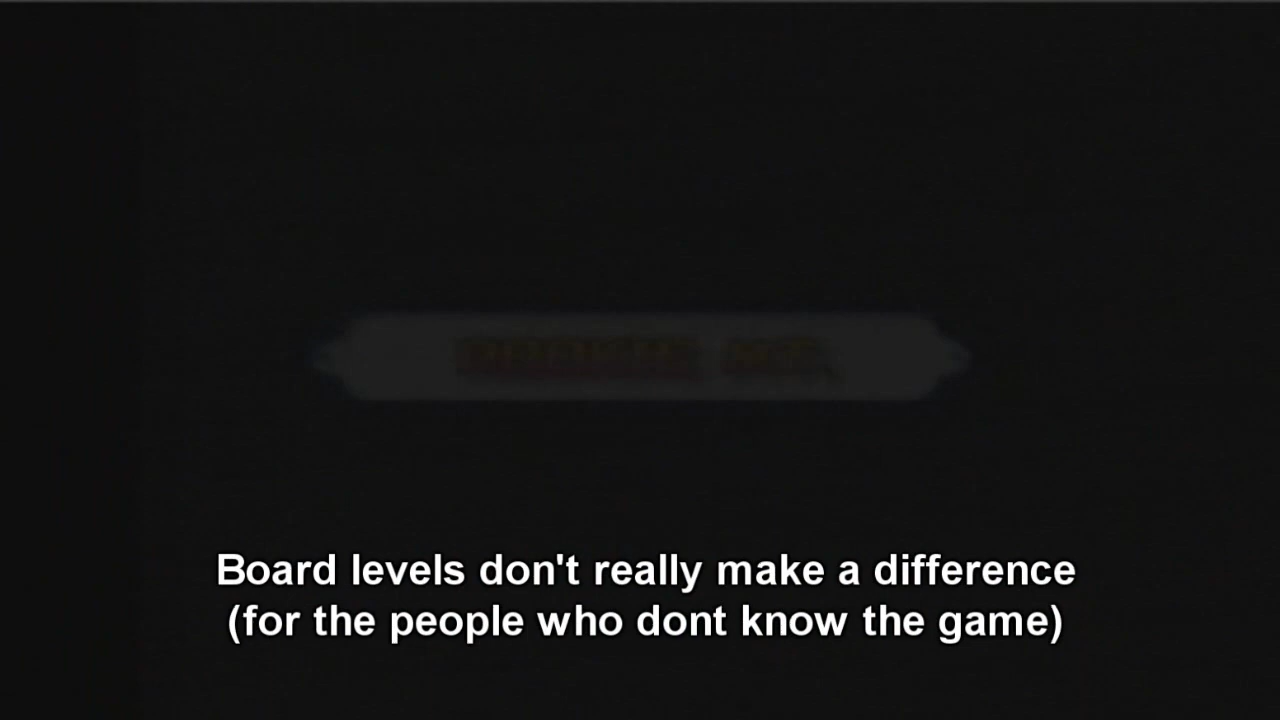 Board levels don't really make a difference
(for the people who dont know the game)